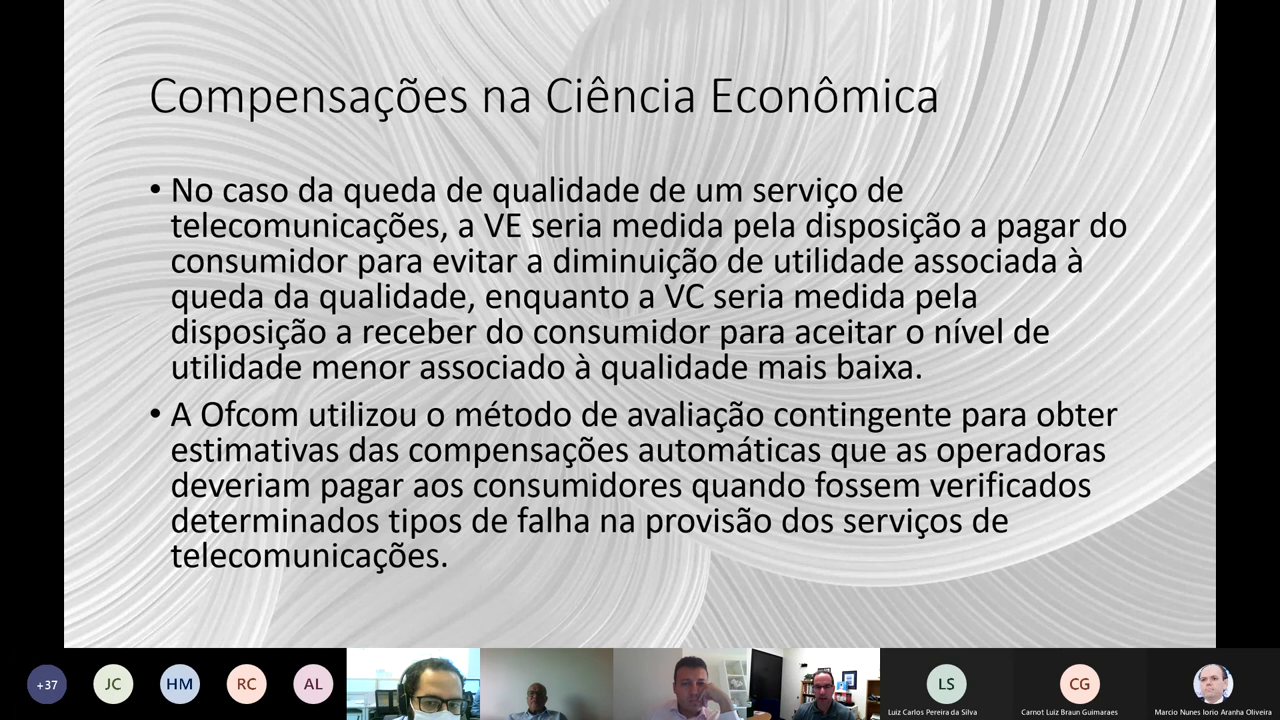 Compensações na Ciência Econômica
• No caso da queda de qualidade de um serviço de
telecomunicações, a VE seria medida pela disposição a pagar do
consumidor para evitar a diminuição de utilidade associada à
queda da qualidade, enquanto a VC seria medida pela
disposição a receber do consumidor para aceitar o nível de
utilidade menor associado à qualidade mais baixa.
• A Ofcom utilizou o método de avaliação contingente para obter
estimativas das compensações automáticas que as operadoras
deveriam pagar aos consumidores quando fossem verificados
determinados tipos de falha na provisão dos serviços de
telecomunicações.
+37 JC HM RC AL LS CG
Luiz Carlos Pereira da Silva Carnot Luiz Braun Guimaraes Marcio Nunes Iorio Aranha Oliveira